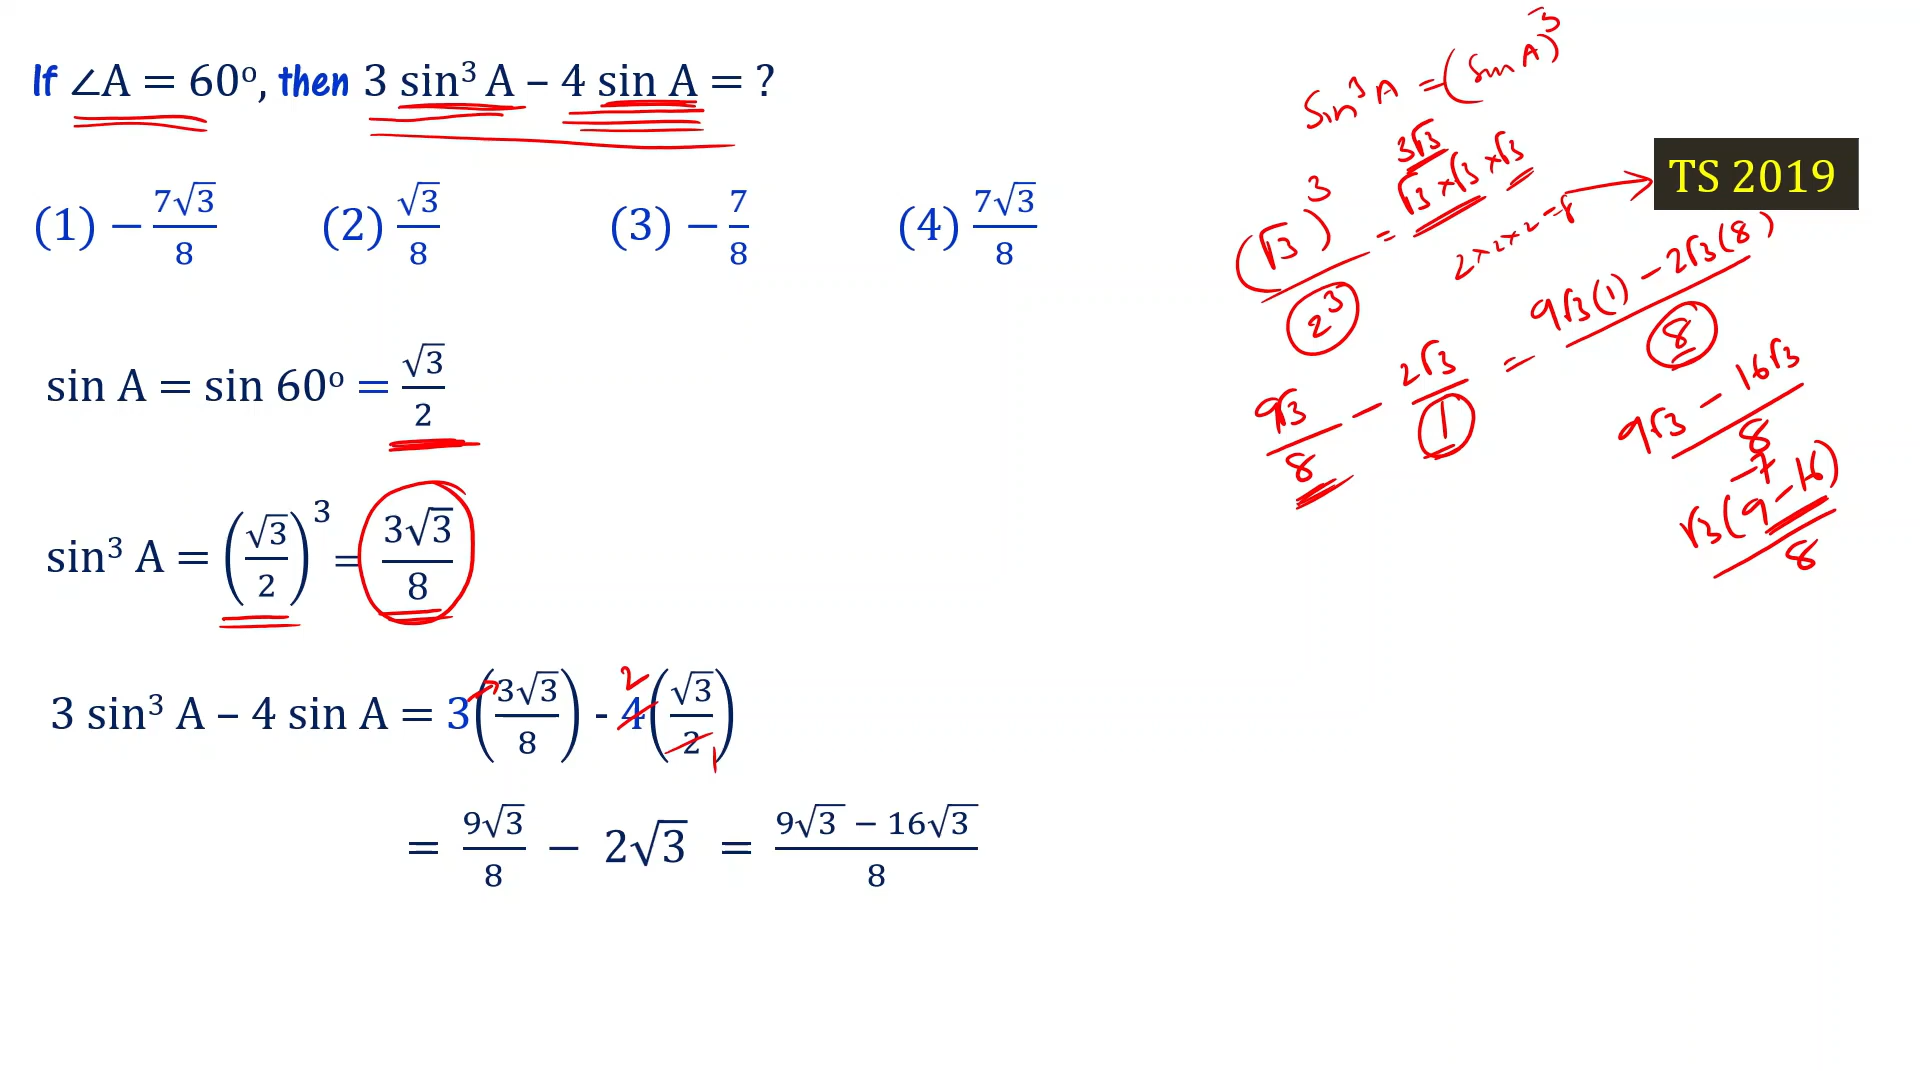 If ∠A = 60°, then 3 sin³ A – 4 sin A = ?
(1) − 7√3/8 (2) √3/8 (3) − 7/8 (4) 7√3/8
sin A = sin 60° = √3/2
sin³ A = (√3/2)³ = 3√3/8
3 sin³ A – 4 sin A = 3(3√3/8) - 4(√3/2)
2
1
= 9√3/8 − 2√3 = (9√3 − 16√3)/8
Sin³A = (Sin A)³
TS 2019
3√3
(√3)³/2³ = √3×√3×√3
2×2×2=8
9√3/8 − 2√3/1 = (9√3(1) − 2√3(8))/8
(9√3 − 16√3)/8
−7
√3(9−16)/8